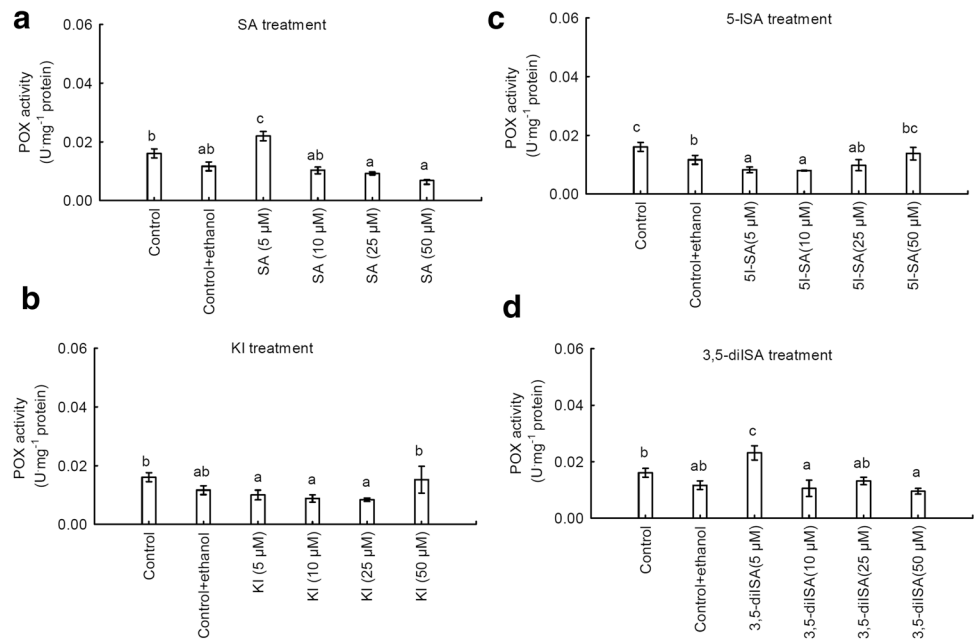 a
SA treatment
POX activity
(U·mg⁻¹ protein)
0.06
0.04
0.02
0.00
b
ab
c
ab
a
a
Control
Control+ethanol
SA (5 µM)
SA (10 µM)
SA (25 µM)
SA (50 µM)
b
KI treatment
POX activity
(U·mg⁻¹ protein)
0.06
0.04
0.02
0.00
b
ab
a
a
a
b
Control
Control+ethanol
KI (5 µM)
KI (10 µM)
KI (25 µM)
KI (50 µM)
c
5-ISA treatment
POX activity
(U·mg⁻¹ protein)
0.06
0.04
0.02
0.00
c
b
a
a
ab
bc
Control
Control+ethanol
5I-SA(5 µM)
5I-SA(10 µM)
5I-SA(25 µM)
5I-SA(50 µM)
d
3,5-diISA treatment
POX activity
(U·mg⁻¹ protein)
0.06
0.04
0.02
0.00
b
ab
c
a
ab
a
Control
Control+ethanol
3,5-diISA(5 µM)
3,5-diISA(10 µM)
3,5-diISA(25 µM)
3,5-diISA(50 µM)